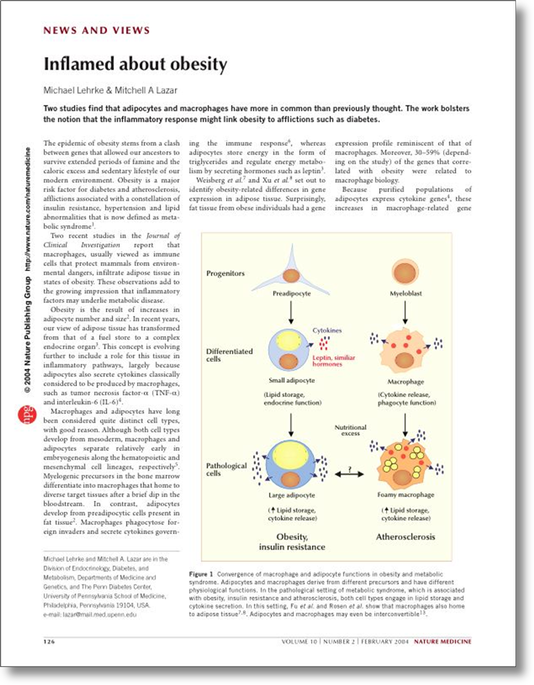 NEWS AND VIEWS
Inflamed about obesity
Michael Lehrke & Mitchell A Lazar
Two studies find that adipocytes and macrophages have more in common than previously thought. The work bolsters
the notion that the inflammatory response might link obesity to afflictions such as diabetes.
© 2004 Nature Publishing Group http://www.nature.com/naturemedicine
The epidemic of obesity stems from a clash
between genes that allowed our ancestors to
survive extended periods of famine and the
caloric excess and sedentary lifestyle of our
modern environment. Obesity is a major
risk factor for diabetes and atherosclerosis,
afflictions associated with a constellation of
insulin resistance, hypertension and lipid
abnormalities that is now defined as meta-
bolic syndrome¹.
Two recent studies in the Journal of
Clinical Investigation report that
macrophages, usually viewed as immune
cells that protect mammals from environ-
mental dangers, infiltrate adipose tissue in
states of obesity. These observations add to
the growing impression that inflammatory
factors may underlie metabolic disease.
Obesity is the result of increases in
adipocyte number and size². In recent years,
our view of adipose tissue has transformed
from that of a fuel store to a complex
endocrine organ³. This concept is evolving
further to include a role for this tissue in
inflammatory pathways, largely because
adipocytes also secrete cytokines classically
considered to be produced by macrophages,
such as tumor necrosis factor-α (TNF-α)
and interleukin-6 (IL-6)⁴.
Macrophages and adipocytes have long
been considered quite distinct cell types,
with good reason. Although both cell types
develop from mesoderm, macrophages and
adipocytes separate relatively early in
embryogenesis along the hematopoietic and
mesenchymal cell lineages, respectively⁵.
Myelogenic precursors in the bone marrow
differentiate into macrophages that home to
diverse target tissues after a brief dip in the
bloodstream. In contrast, adipocytes
develop from preadipocytic cells present in
fat tissue². Macrophages phagocytose for-
eign invaders and secrete cytokines govern-
Michael Lehrke and Mitchell A. Lazar are in the
Division of Endocrinology, Diabetes, and
Metabolism, Departments of Medicine and
Genetics, and The Penn Diabetes Center,
University of Pennsylvania School of Medicine,
Philadelphia, Pennsylvania 19104, USA.
e-mail: lazar@mail.med.upenn.edu
ing the immune response⁶, whereas
adipocytes store energy in the form of
triglycerides and regulate energy metabo-
lism by secreting hormones such as leptin³.
Weisberg et al.⁷ and Xu et al.⁸ set out to
identify obesity-related differences in gene
expression in adipose tissue. Surprisingly,
fat tissue from obese individuals had a gene
expression profile reminiscent of that of
macrophages. Moreover, 30–59% (depend-
ing on the study) of the genes that corre-
lated with obesity were related to
macrophage biology.
Because purified populations of
adipocytes express cytokine genes⁴, these
increases in macrophage-related gene
Progenitors
Preadipocyte
Myeloblast
Differentiated
cells
Cytokines
Leptin, similar
hormones
Small adipocyte
Macrophage
(Lipid storage,
endocrine function)
(Cytokine release,
phagocyte function)
Nutritional
excess
Pathological
cells
?
Large adipocyte
Foamy macrophage
(↑ Lipid storage,
cytokine release)
(↑ Lipid storage,
cytokine release)
Obesity,
insulin resistance
Atherosclerosis
Figure 1 Convergence of macrophage and adipocyte functions in obesity and metabolic
syndrome. Adipocytes and macrophages derive from different precursors and have different
physiological functions. In the pathological setting of metabolic syndrome, which is associated
with obesity, insulin resistance and atherosclerosis, both cell types engage in lipid storage and
cytokine secretion. In this setting, Fu et al. and Rosen et al. show that macrophages also home
to adipose tissue⁷,⁸. Adipocytes and macrophages may even be interconvertible¹³.
126
VOLUME 10 | NUMBER 2 | FEBRUARY 2004 NATURE MEDICINE